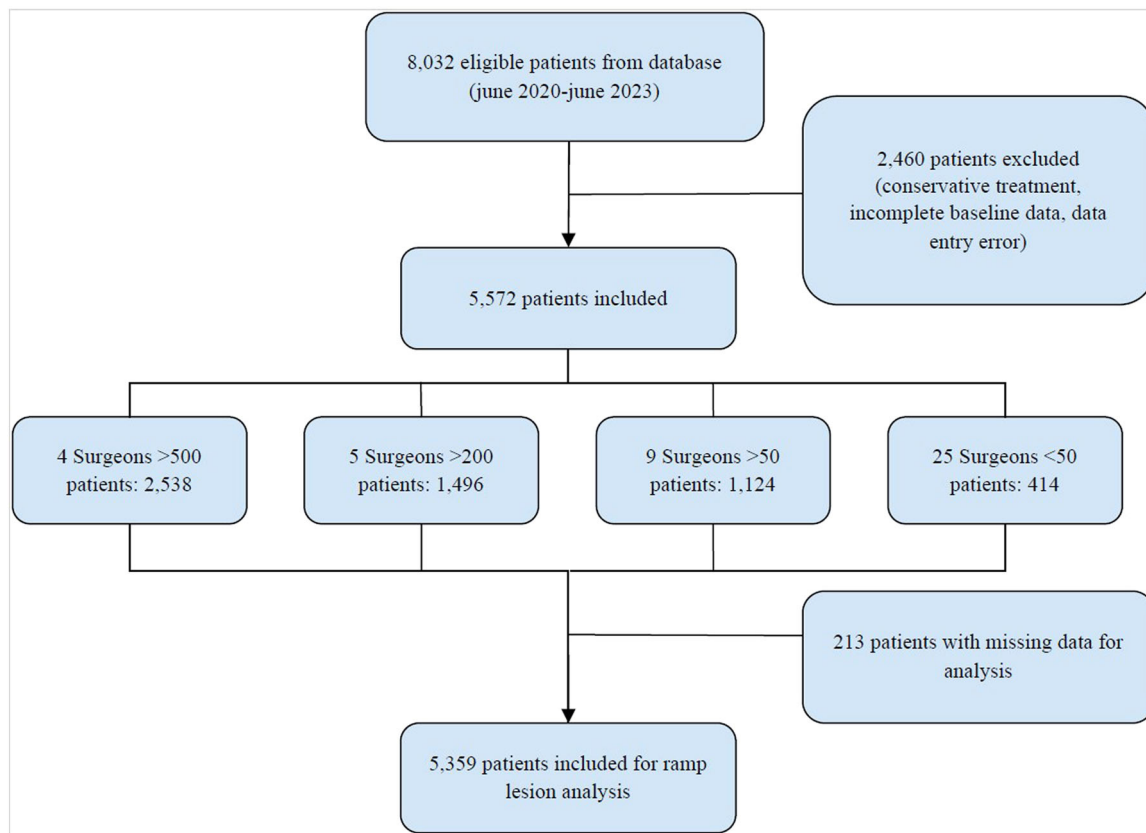 8,032 eligible patients from database
(june 2020-june 2023)
2,460 patients excluded
(conservative treatment,
incomplete baseline data, data
entry error)
5,572 patients included
4 Surgeons >500
patients: 2,538
5 Surgeons >200
patients: 1,496
9 Surgeons >50
patients: 1,124
25 Surgeons <50
patients: 414
213 patients with missing data for
analysis
5,359 patients included for ramp
lesion analysis